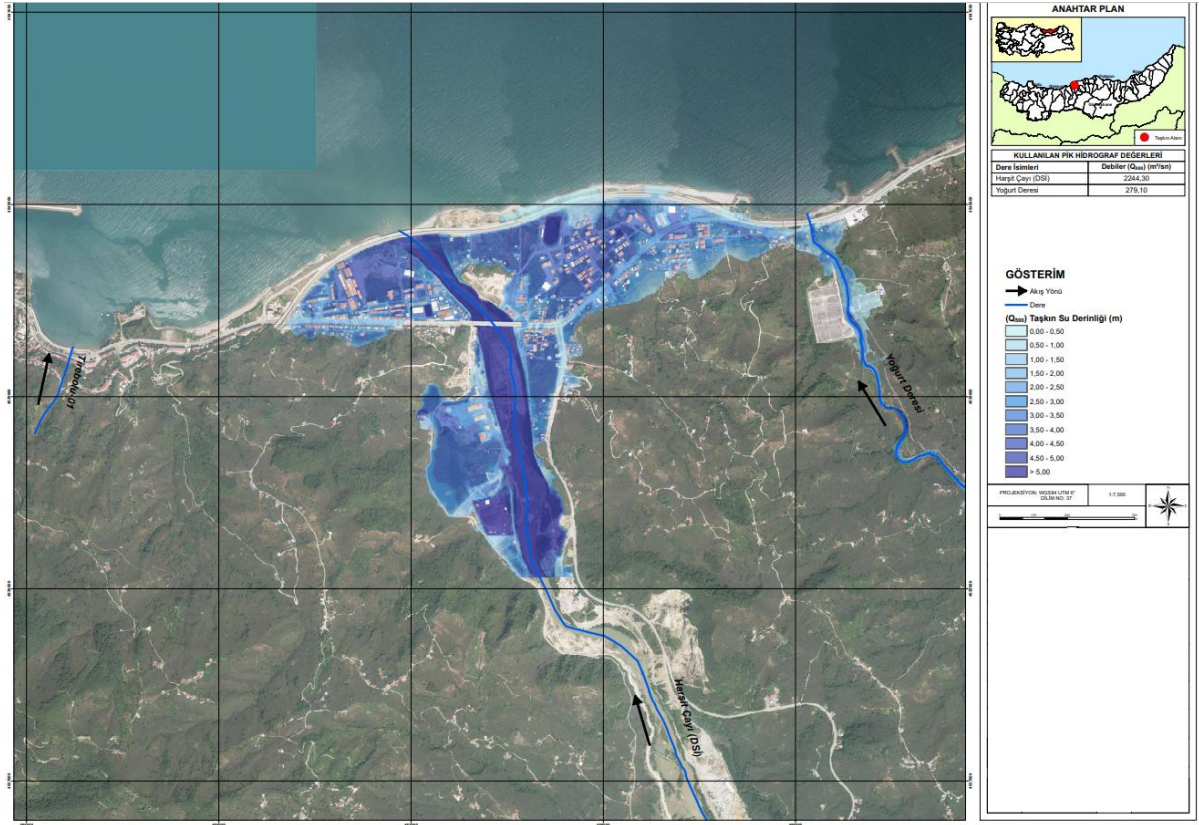 ANAHTAR PLAN
Taşkın Alanı
KULLANILAN PİK HİDROGRAF DEĞERLERİ
Dere İsimleri Debiler (Q₅₀₀) (m³/sn)
Harşit Çayı (DSİ) 2244,30
Yoğurt Deresi 279,10
GÖSTERİM
Akış Yönü
Dere
(Q₅₀₀) Taşkın Su Derinliği (m)
0,00 - 0,50
0,50 - 1,00
1,00 - 1,50
1,50 - 2,00
2,00 - 2,50
2,50 - 3,00
3,00 - 3,50
3,50 - 4,00
4,00 - 4,50
4,50 - 5,00
> 5,00
PROJEKSİYON: WGS84 UTM 6°
DİLİM NO: 37
1:7,500
Tirebolu-01
Yoğurt Deresi
Harşit Çayı (DSİ)